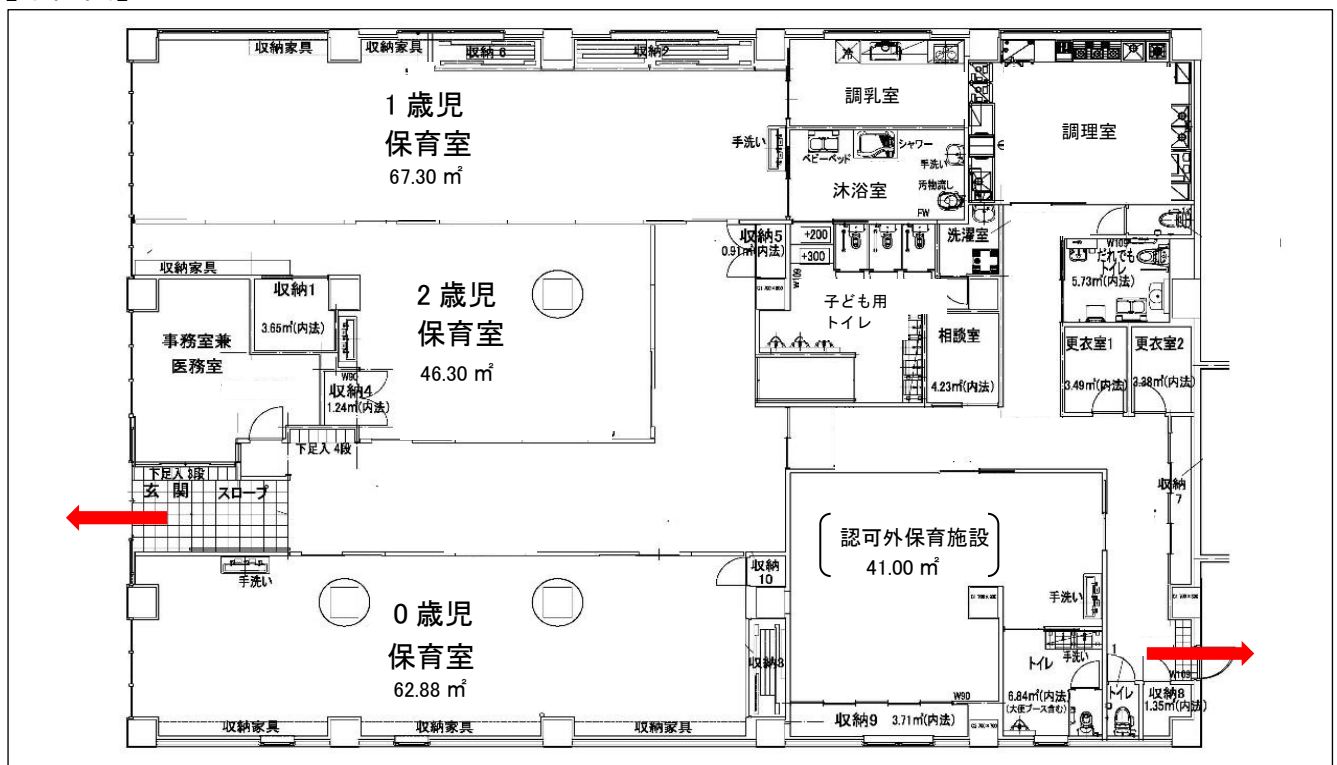 収納家具
収納家具
収納 6
収納2
冷
調乳室
調理室
1 歳児
保育室
67.30 ㎡
手洗い
ベビーベッド
シャワー
手洗い
沐浴室
汚物流し
FW
収納5
0.91㎡(内法)
+200
+300
W109
洗濯室
W109
だれでも
トイレ
5.73㎡(内法)
収納家具
収納1
3.65㎡(内法)
2 歳児
保育室
46.30 ㎡
子ども用
トイレ
相談室
4.23㎡(内法)
更衣室1
3.49㎡(内法)
更衣室2
3.38㎡(内法)
事務室兼
医務室
W80
収納4
1.24㎡(内法)
下足入 4段
下足入 3段
玄 関
スロープ
収納
7
認可外保育施設
41.00 ㎡
手洗い
手洗い
収納
10
0 歳児
保育室
62.88 ㎡
収納3
トイレ
手洗い
6.84㎡(内法)
(大便ブース含む)
1
W109
トイレ
収納8
1.35㎡(内法)
W90
収納9
3.71㎡(内法)
収納家具
収納家具
収納家具